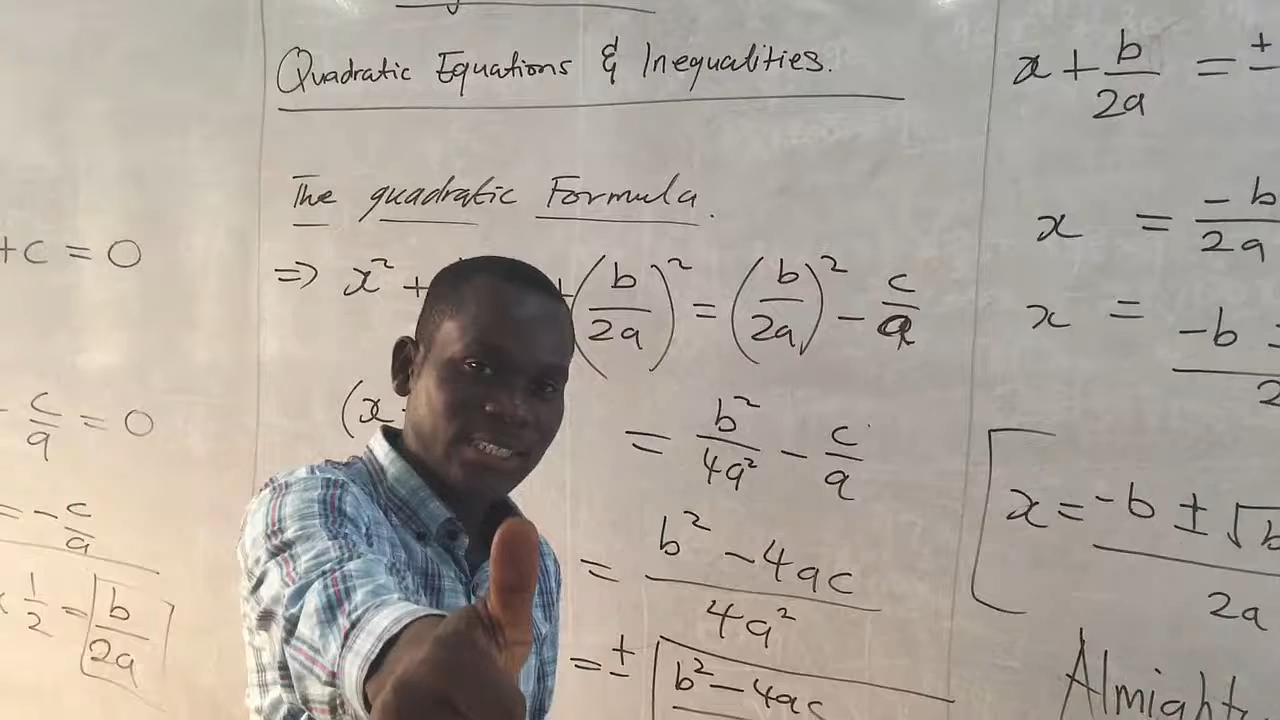 +c = 0
- c/a = 0
= - c/a
1/2 = b/2a
Quadratic Equations & Inequalities.
The quadratic Formula.
=> x² + + (b/2a)² = (b/2a)² - c/a
(x = b²/4a² - c/a
= b² - 4ac / 4a²
= ± b² - 4ac
x + b/2a = ±
x = -b/2a
x = -b
x = -b ± √b
2a
Almight